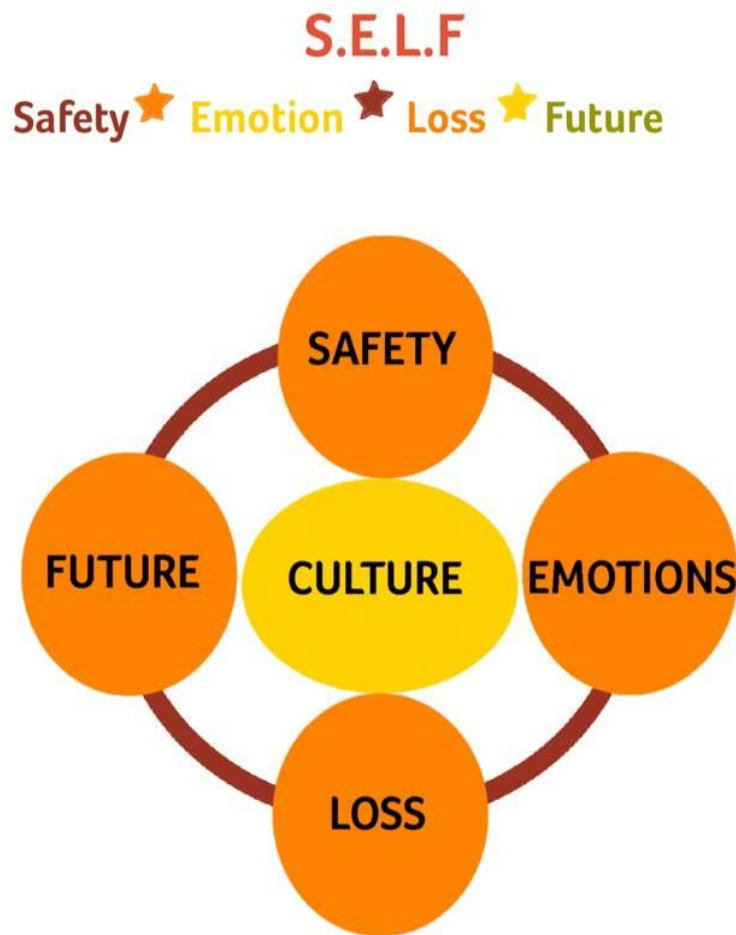 S.E.L.F
Safety Emotion Loss Future
SAFETY
FUTURE CULTURE EMOTIONS
LOSS